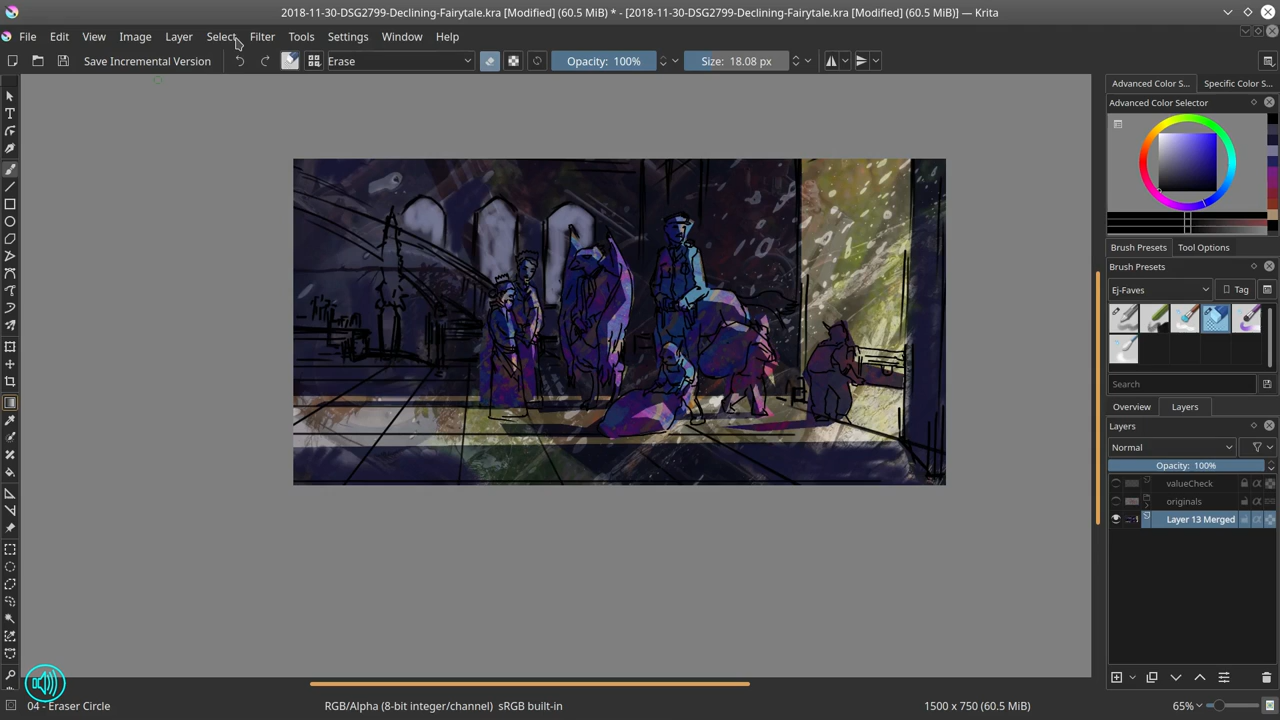 2018-11-30-DSG2799-Declining-Fairytale.kra [Modified] (60.5 MiB) * - [2018-11-30-DSG2799-Declining-Fairytale.kra [Modified] (60.5 MiB)] — Krita
File Edit View Image Layer Select Filter Tools Settings Window Help
Save Incremental Version Erase Opacity: 100% Size: 18.08 px
Advanced Color S... Specific Color S...
Advanced Color Selector
Brush Presets Tool Options
Brush Presets
Ej-Faves Tag
Search
Overview Layers
Layers
Normal
Opacity: 100%
valueCheck
originals
Layer 13 Merged
04 - Eraser Circle RGB/Alpha (8-bit integer/channel) sRGB built-in 1500 x 750 (60.5 MiB) 65%